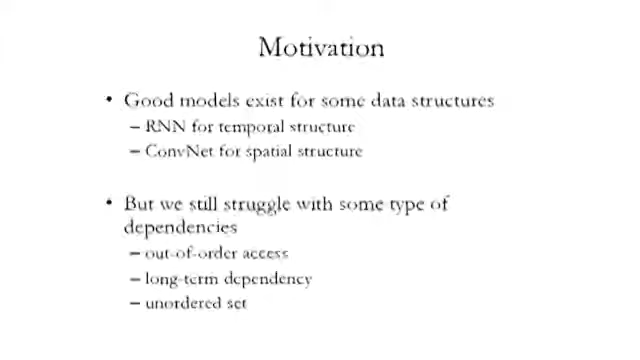 Motivation
• Good models exist for some data structures
– RNN for temporal structure
– ConvNet for spatial structure
• But we still struggle with some type of
dependencies
– out-of-order access
– long-term dependency
– unordered set